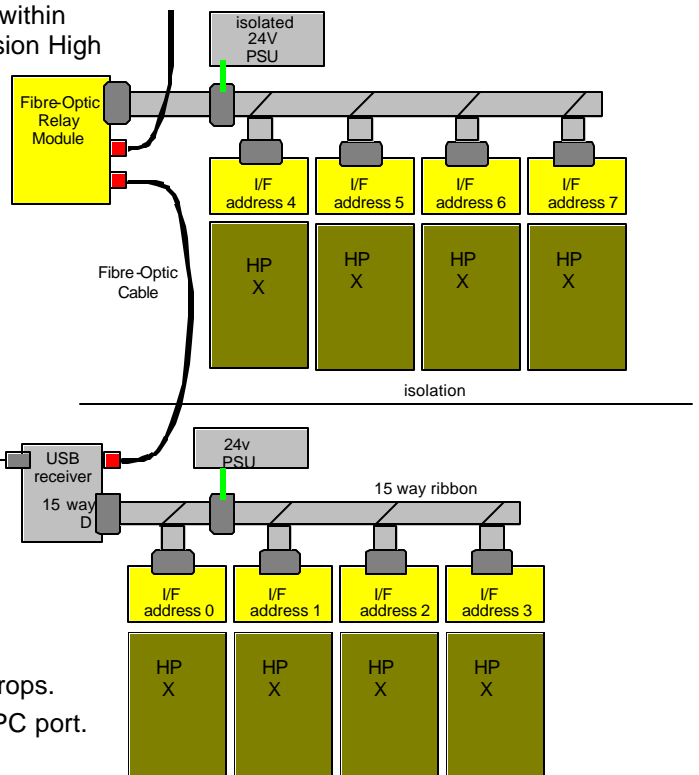 within
sion High
isolated
24V
PSU
Fibre-Optic
Relay
Module
I/F
address 4
I/F
address 5
I/F
address 6
I/F
address 7
HP
X
HP
X
HP
X
HP
X
Fibre-Optic
Cable
isolation
USB
receiver
15 way
D
24v
PSU
15 way ribbon
I/F
address 0
I/F
address 1
I/F
address 2
I/F
address 3
HP
X
HP
X
HP
X
HP
X
rops.
PC port.